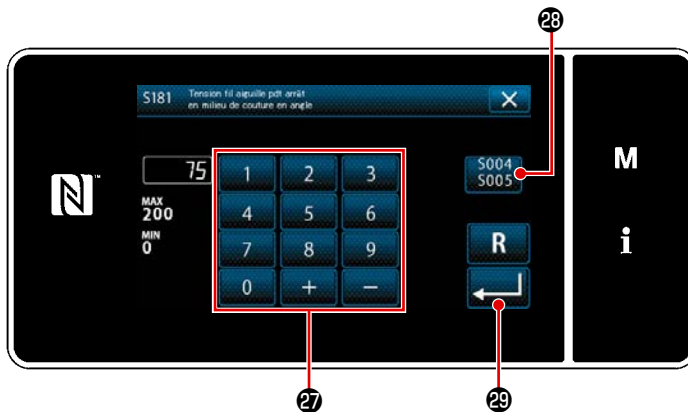 ㉘
S181 Tension fil aiguille pdt arrêt
en milieu de couture en angle
75
1 2 3
S004
S005
M
N™
MAX
200
4 5 6
MIN
0
7 8 9
R
i
0 + −
㉗
㉙